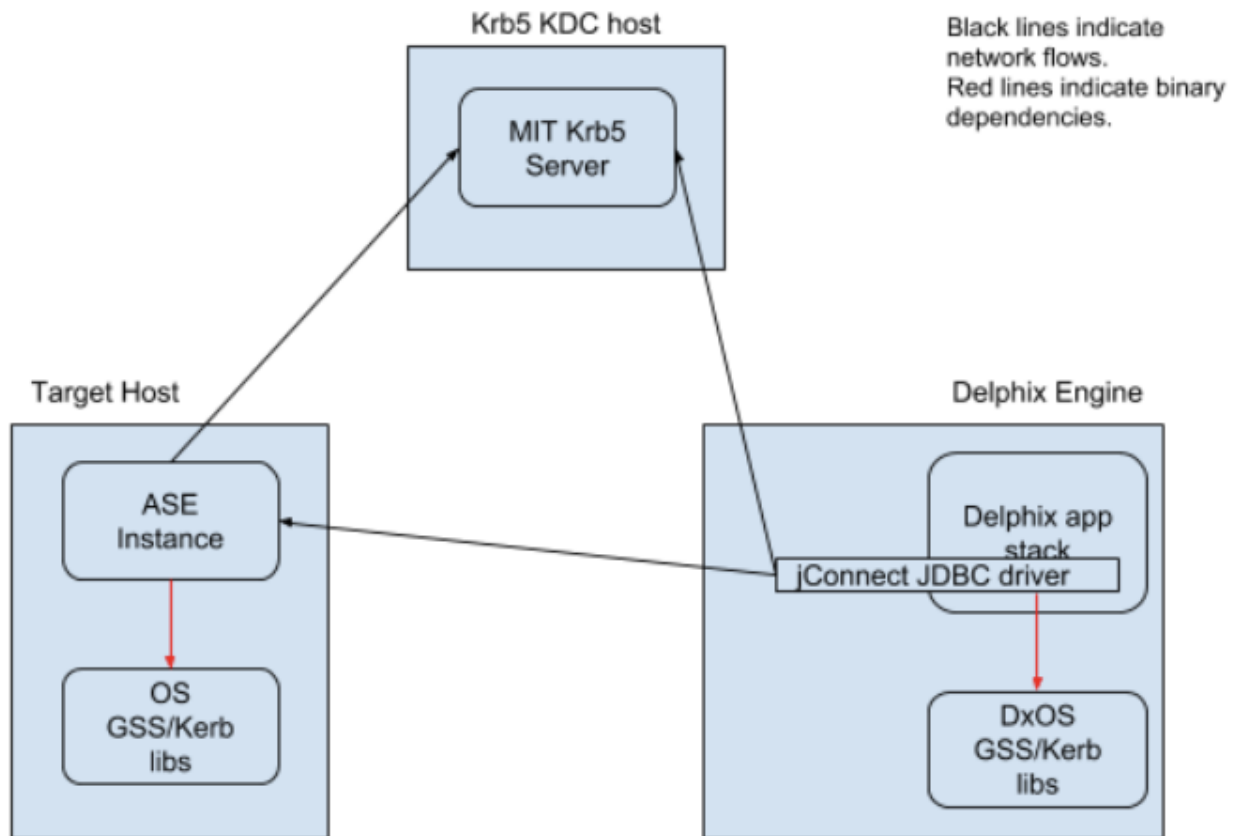 Krb5 KDC host
Black lines indicate
network flows.
Red lines indicate binary
dependencies.
MIT Krb5
Server
Target Host
Delphix Engine
ASE
Instance
Delphix app
stack
jConnect JDBC driver
OS
GSS/Kerb
libs
DxOS
GSS/Kerb
libs